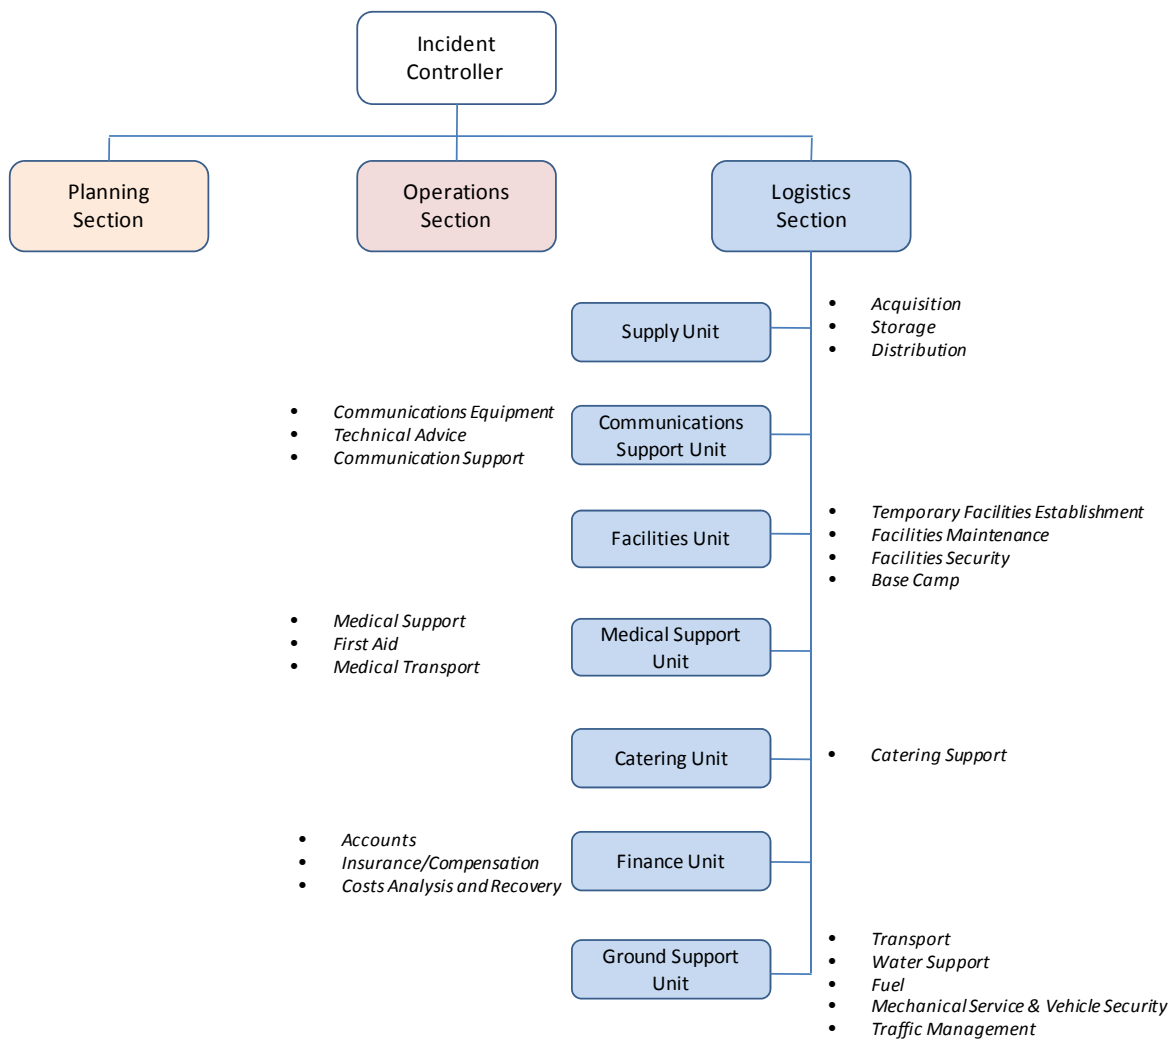 Incident
Controller
Planning
Section
Operations
Section
Logistics
Section
Supply Unit
• Acquisition
• Storage
• Distribution
• Communications Equipment
• Technical Advice
• Communication Support
Communications
Support Unit
Facilities Unit
• Temporary Facilities Establishment
• Facilities Maintenance
• Facilities Security
• Base Camp
• Medical Support
• First Aid
• Medical Transport
Medical Support
Unit
Catering Unit
• Catering Support
• Accounts
• Insurance/Compensation
• Costs Analysis and Recovery
Finance Unit
Ground Support
Unit
• Transport
• Water Support
• Fuel
• Mechanical Service & Vehicle Security
• Traffic Management